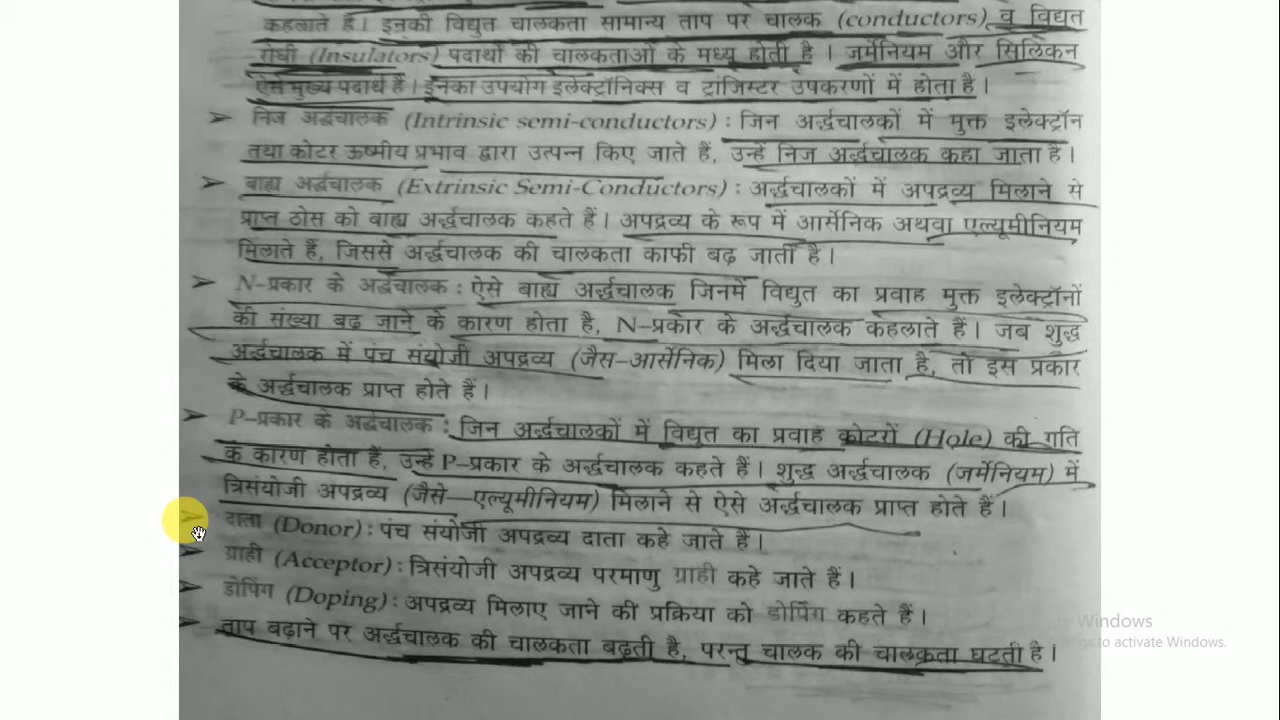 कहलाते हैं। इनकी विद्युत चालकता सामान्य ताप पर चालक (conductors) व विद्युत
रोधी (Insulators) पदार्थों की चालकताओं के मध्य होती है। जर्मेनियम और सिलिकन
ऐसे मुख्य पदार्थ हैं। इनका उपयोग इलेक्ट्रॉनिक्स व ट्रांजिस्टर उपकरणों में होता है।
➤ निज अर्द्धचालक (Intrinsic semi-conductors) : जिन अर्द्धचालकों में मुक्त इलेक्ट्रॉन
तथा कोटर ऊष्मीय प्रभाव द्वारा उत्पन्न किए जाते हैं, उन्हें निज अर्द्धचालक कहा जाता है।
➤ बाह्य अर्द्धचालक (Extrinsic Semi-Conductors) : अर्द्धचालकों में अपद्रव्य मिलाने से
प्राप्त ठोस को बाह्य अर्द्धचालक कहते हैं। अपद्रव्य के रूप में आर्सेनिक अथवा एल्यूमीनियम
मिलाते हैं, जिससे अर्द्धचालक की चालकता काफी बढ़ जाती है।
➤ N-प्रकार के अर्द्धचालक : ऐसे बाह्य अर्द्धचालक जिनमें विद्युत का प्रवाह मुक्त इलेक्ट्रॉनों
की संख्या बढ़ जाने के कारण होता है, N-प्रकार के अर्द्धचालक कहलाते हैं। जब शुद्ध
अर्द्धचालक में पंच संयोजी अपद्रव्य (जैस-आर्सेनिक) मिला दिया जाता है, तो इस प्रकार
के अर्द्धचालक प्राप्त होते हैं।
➤ P-प्रकार के अर्द्धचालक : जिन अर्द्धचालकों में विद्युत का प्रवाह कोटरों (Hole) की गति
के कारण होता है, उन्हें P-प्रकार के अर्द्धचालक कहते हैं। शुद्ध अर्द्धचालक (जर्मेनियम) में
त्रिसंयोजी अपद्रव्य (जैसे—एल्यूमीनियम) मिलाने से ऐसे अर्द्धचालक प्राप्त होते हैं।
➤ दाता (Donor) : पंच संयोजी अपद्रव्य दाता कहे जाते हैं।
➤ ग्राही (Acceptor) : त्रिसंयोजी अपद्रव्य परमाणु ग्राही कहे जाते हैं।
➤ डोपिंग (Doping) : अपद्रव्य मिलाए जाने की प्रक्रिया को डोपिंग कहते हैं।
➤ ताप बढ़ाने पर अर्द्धचालक की चालकता बढ़ती है, परन्तु चालक की चालकता घटती है।
Windows
to activate Windows.